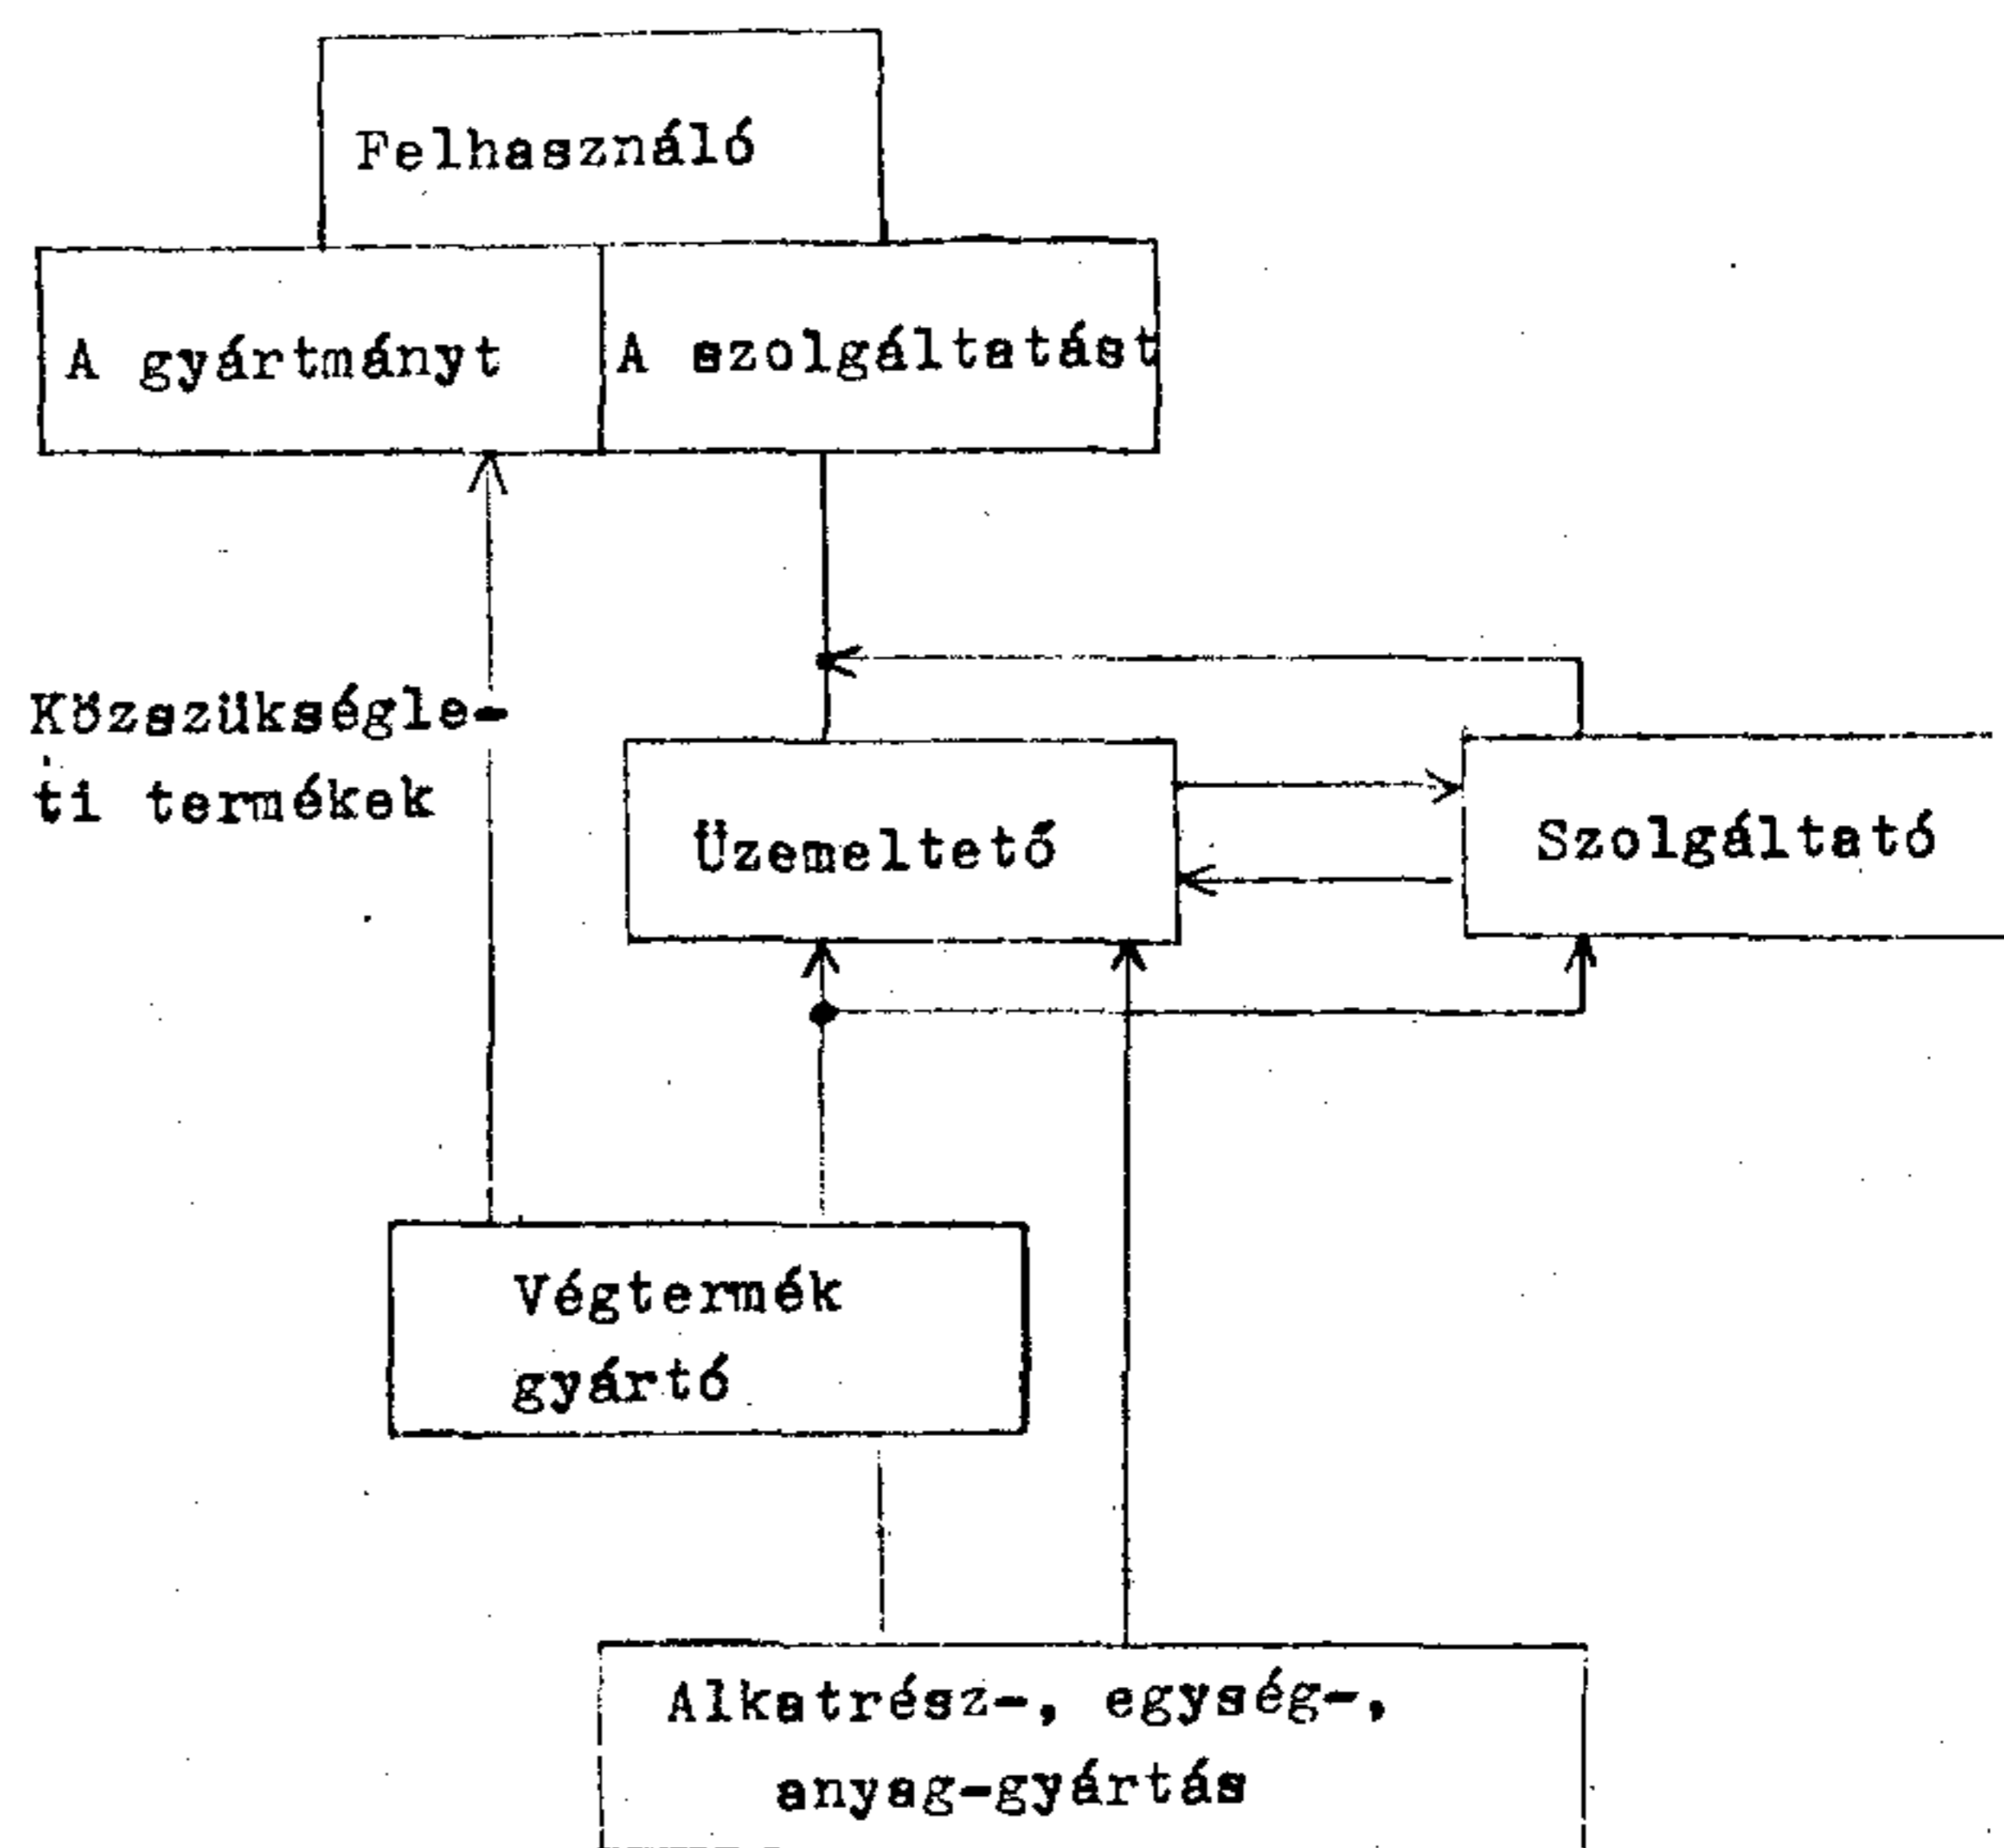 Felhasználó
A gyártmányt
A szolgáltatást
Közszükségle-
ti termékek
Üzemeltető
Szolgáltató
Végtermék
gyártó
Alkatrész-, egység-,
anyag-gyártás